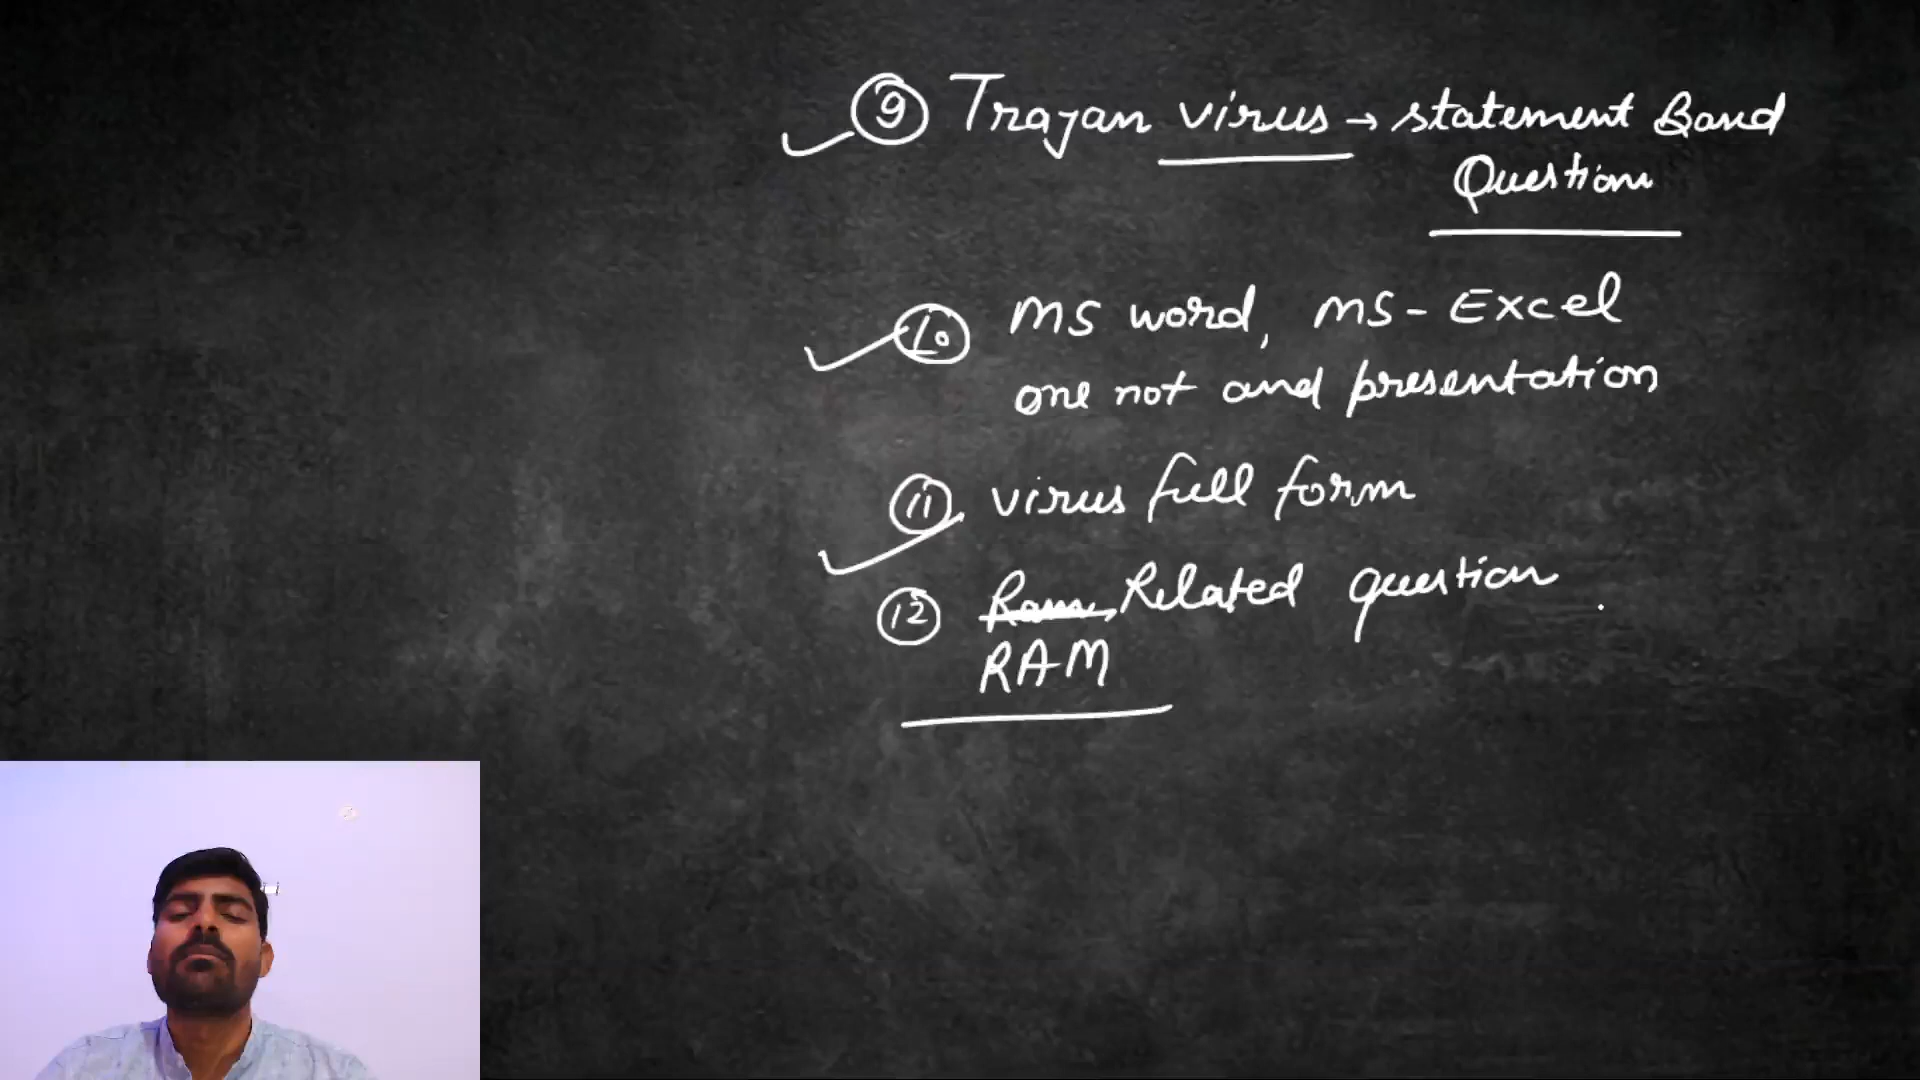 9 Trajan virus → statement Basd
Question
10 MS word, MS-Excel
one not and presentation
11 virus full form
12 Ram, Related question
RAM